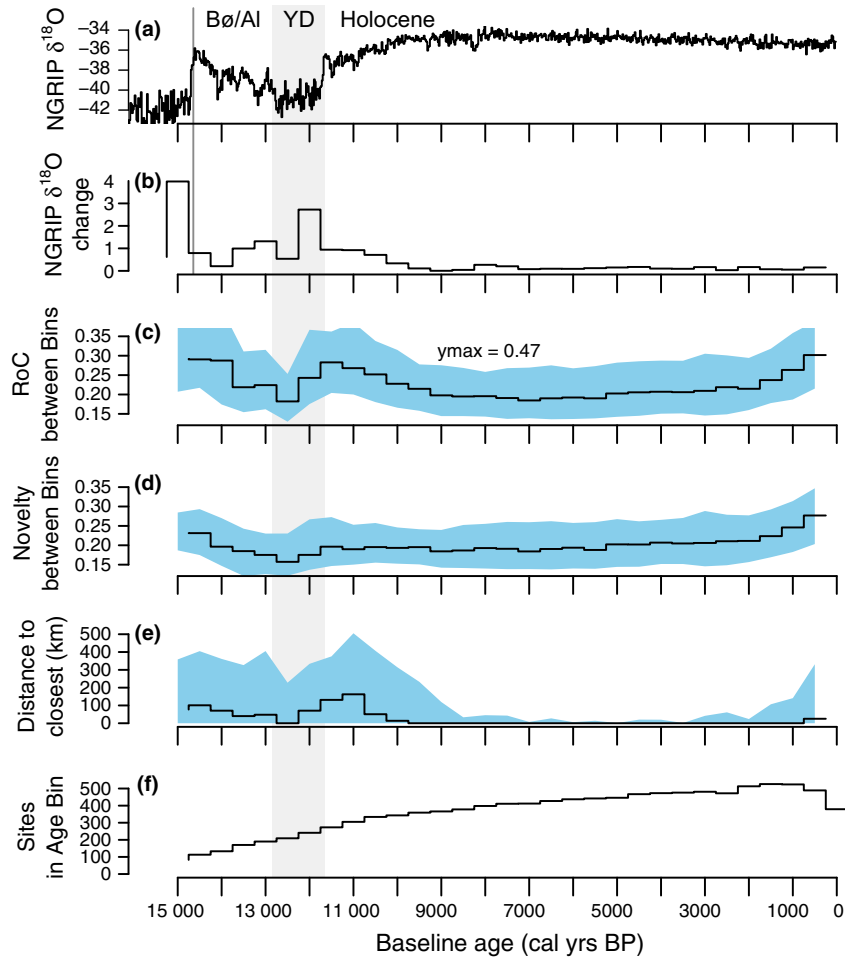 Bø/Al YD Holocene
(a)
NGRIP δ18O
−34
−36
−38
−40
−42
(b)
NGRIP δ18O
change
4
3
2
1
0
(c)
ymax = 0.47
RoC
between Bins
0.35
0.30
0.25
0.20
0.15
(d)
Novelty
between Bins
0.35
0.30
0.25
0.20
0.15
(e)
Distance to
closest (km)
500
400
300
200
100
0
(f)
Sites
in Age Bin
500
400
300
200
100
0
15 000 13 000 11 000 9000 7000 5000 3000 1000 0
Baseline age (cal yrs BP)